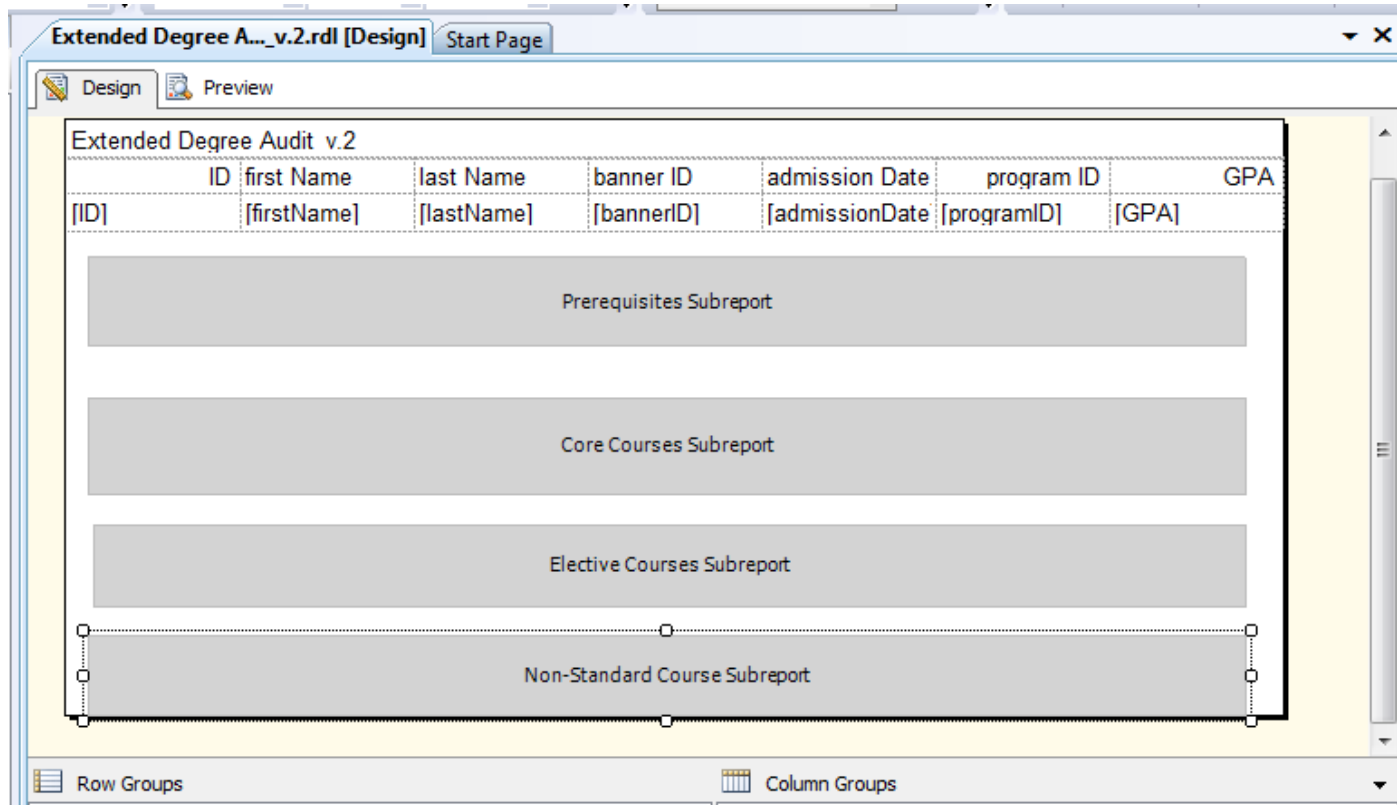 Extended Degree A..._v.2.rdl [Design] Start Page
Design Preview
Extended Degree Audit v.2
ID first Name last Name banner ID admission Date program ID GPA
[ID] [firstName] [lastName] [bannerID] [admissionDate [programID] [GPA]
Prerequisites Subreport
Core Courses Subreport
Elective Courses Subreport
Non-Standard Course Subreport
Row Groups Column Groups